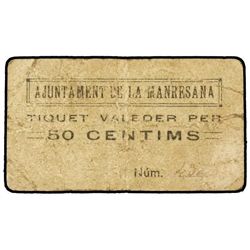 AJUNTAMENT DE LA MANRESANA
TIQUET VALEDER PER
50 CENTIMS
Núm.